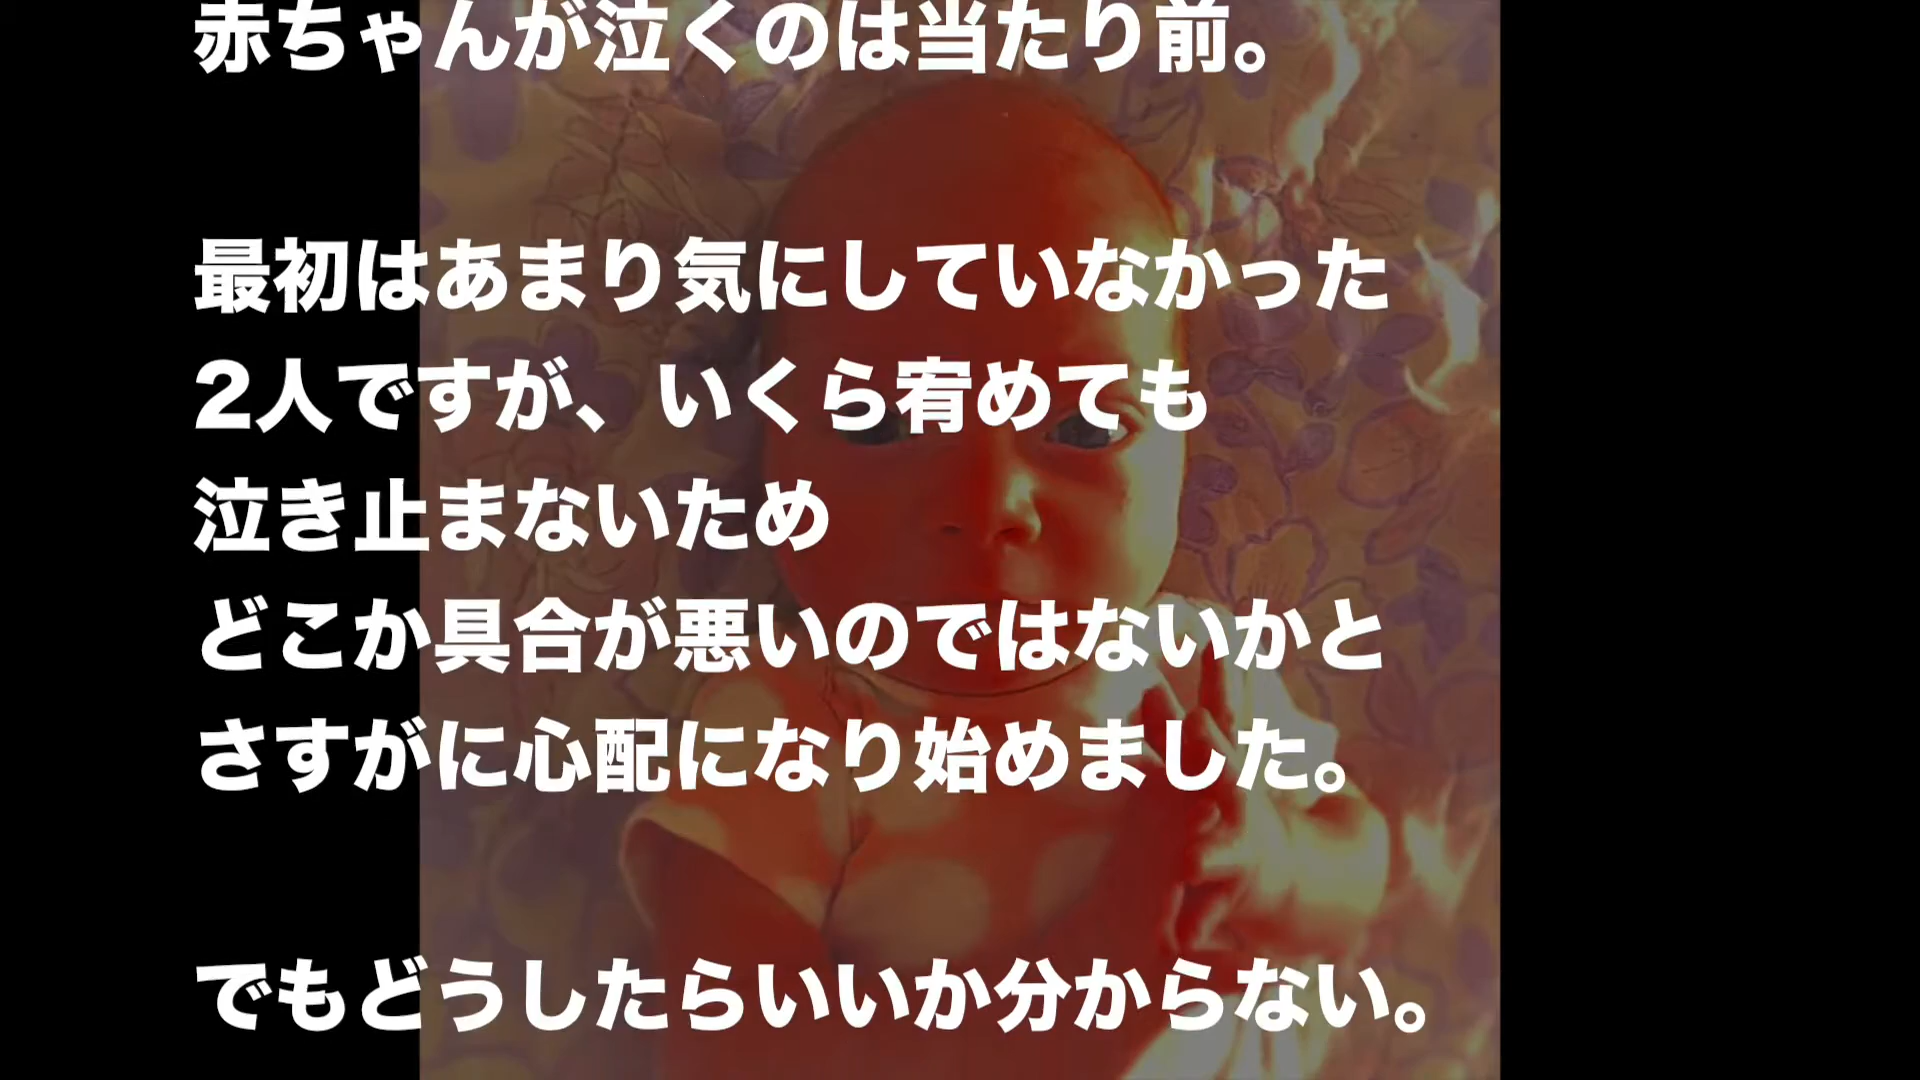 赤ちゃんが泣くのは当たり前。
最初はあまり気にしていなかった
2人ですが、いくら宥めても
泣き止まないため
どこか具合が悪いのではないかと
さすがに心配になり始めました。
でもどうしたらいいか分からない。